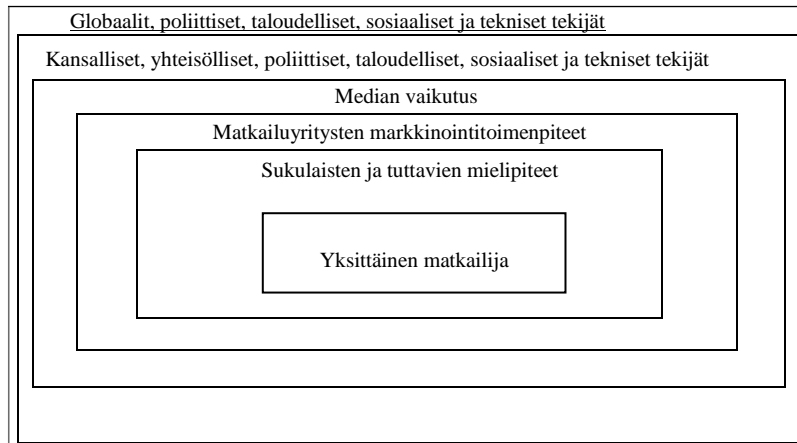 Globaalit, poliittiset, taloudelliset, sosiaaliset ja tekniset tekijät
Kansalliset, yhteisölliset, poliittiset, taloudelliset, sosiaaliset ja tekniset tekijät
Median vaikutus
Matkailuyritysten markkinointitoimenpiteet
Sukulaisten ja tuttavien mielipiteet
Yksittäinen matkailija